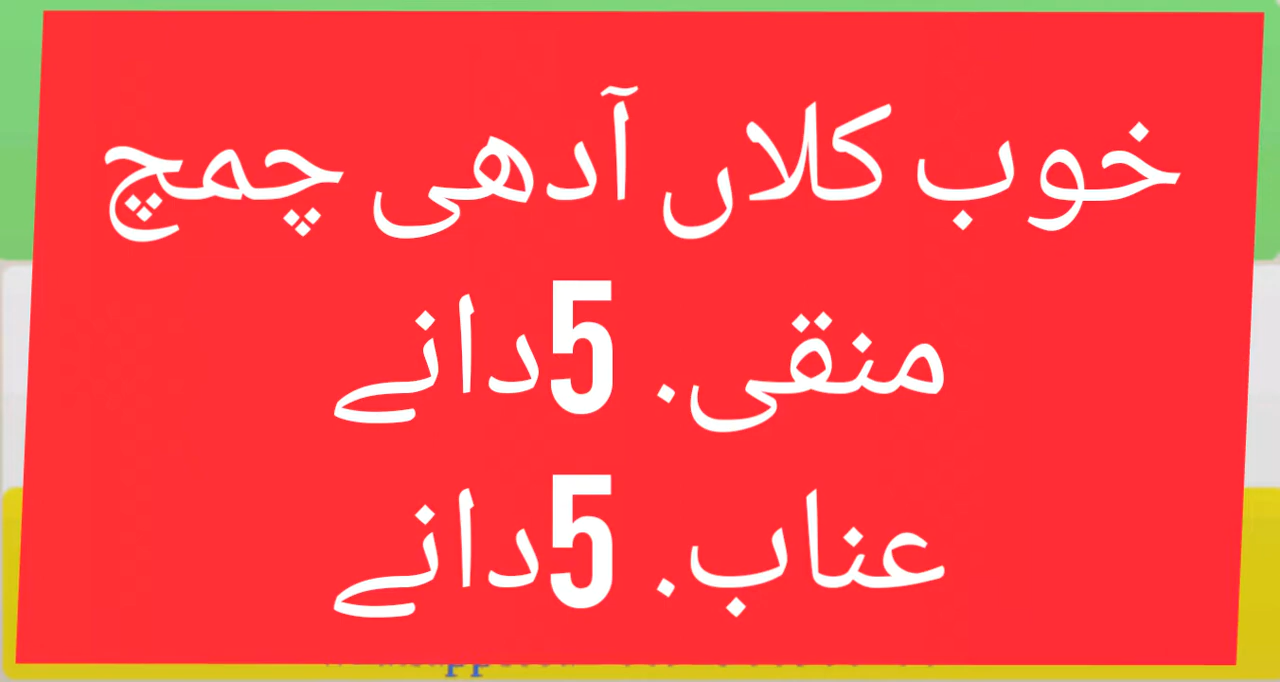 خوب کلاں آدھی چمچ
منقی. 5دانے
عناب. 5دانے